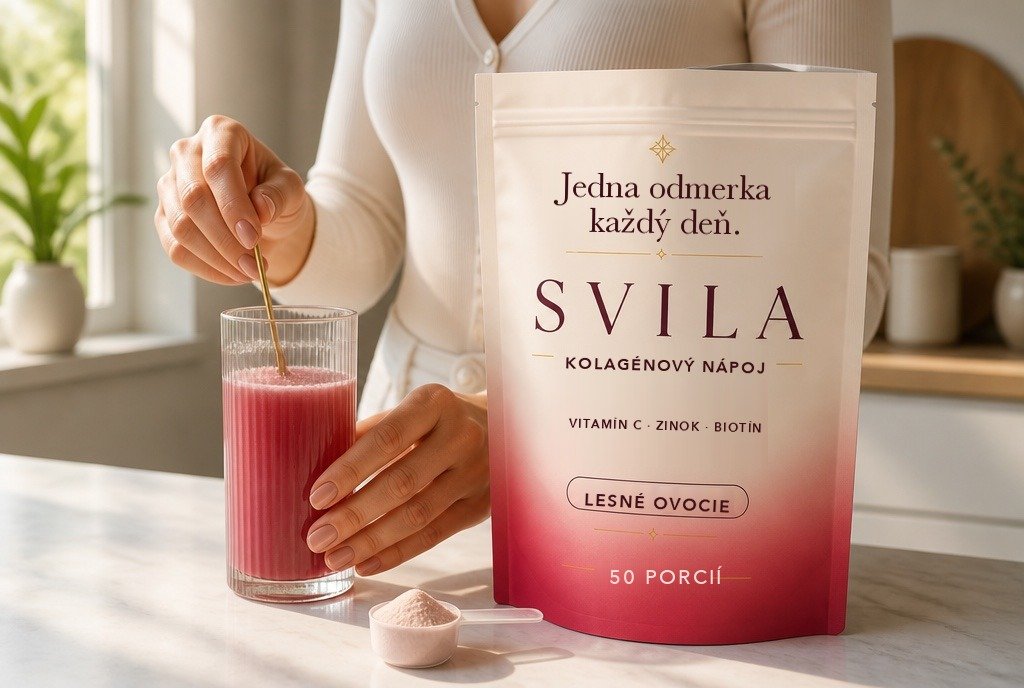 Jedna odmerka
každý deň.
SVILA
KOLAGÉNOVÝ NÁPOJ
VITAMÍN C · ZINOK · BIOTÍN
LESNÉ OVOCIE
50 PORCIÍ